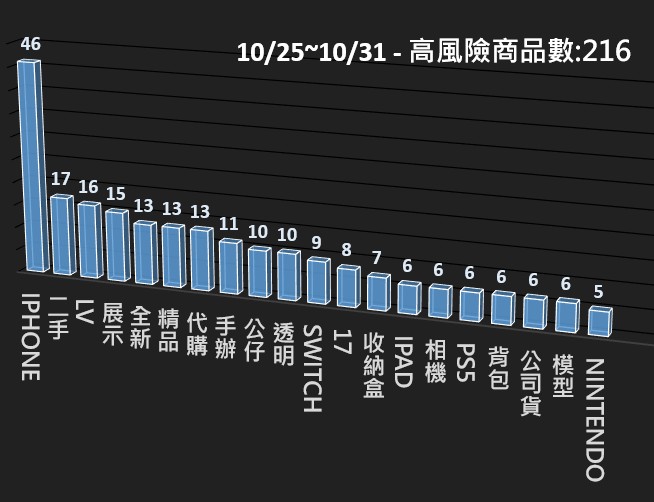 10/25~10/31 - 高風險商品數:216
46
17
16
15
13
13
13
11
10
10
9
8
7
6
6
6
6
6
6
5
IPHONE
二手
LV
展示
全新
精品
代購
手辦
公仔
透明
SWITCH
17
收納盒
IPAD
相機
PS5
背包
公司貨
模型
NINTENDO